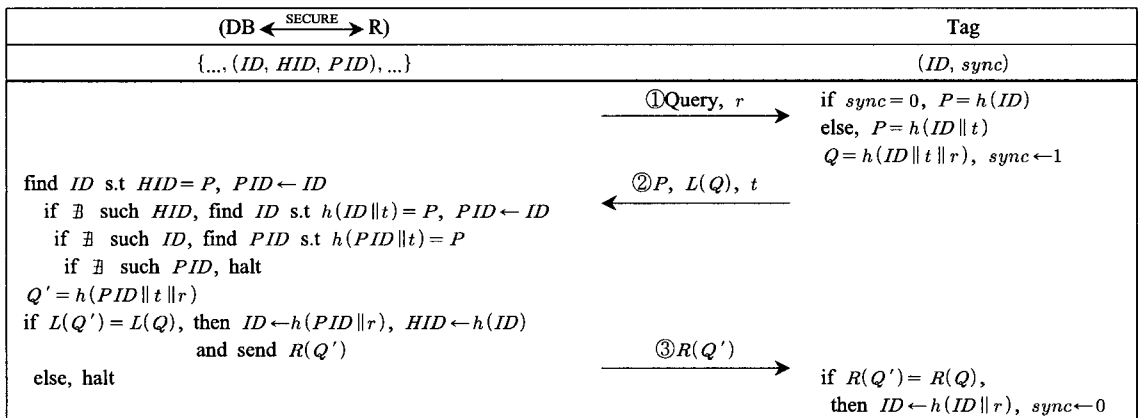 (DB SECURE R) Tag
{..., (ID, HID, PID), ...} (ID, sync)
①Query, r if sync=0, P=h(ID)
else, P=h(ID‖t)
Q=h(ID‖t‖r), sync←1
find ID s.t HID=P, PID←ID ②P, L(Q), t
if ∄ such HID, find ID s.t h(ID‖t)=P, PID←ID
if ∄ such ID, find PID s.t h(PID‖t)=P
if ∄ such PID, halt
Q′=h(PID‖t‖r)
if L(Q′)=L(Q), then ID←h(PID‖r), HID←h(ID)
and send R(Q′) ③R(Q′)
else, halt if R(Q′)=R(Q),
then ID←h(ID‖r), sync←0